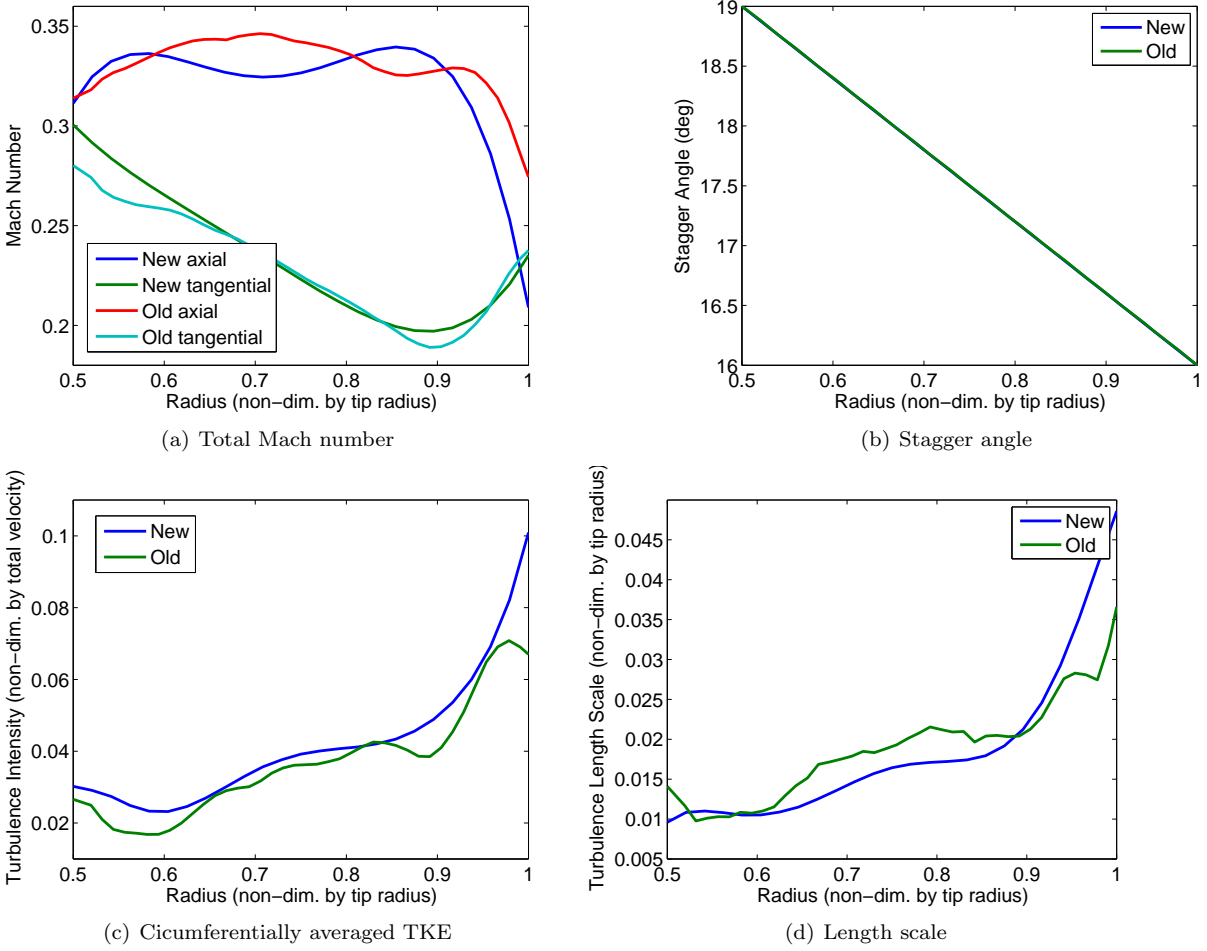 0.35
0.3
0.25
0.2
Mach Number
New axial
New tangential
Old axial
Old tangential
0.5 0.6 0.7 0.8 0.9 1
Radius (non−dim. by tip radius)
(a) Total Mach number
19
18.5
18
17.5
17
16.5
16
Stagger Angle (deg)
New
Old
0.5 0.6 0.7 0.8 0.9 1
Radius (non−dim. by tip radius)
(b) Stagger angle
0.1
0.08
0.06
0.04
0.02
Turbulence Intensity (non−dim. by total velocity)
New
Old
0.5 0.6 0.7 0.8 0.9 1
Radius (non−dim. by tip radius)
(c) Cicumferentially averaged TKE
0.045
0.04
0.035
0.03
0.025
0.02
0.015
0.01
0.005
Turbulence Length Scale (non−dim. by tip radius)
New
Old
0.5 0.6 0.7 0.8 0.9 1
Radius (non−dim. by tip radius)
(d) Length scale